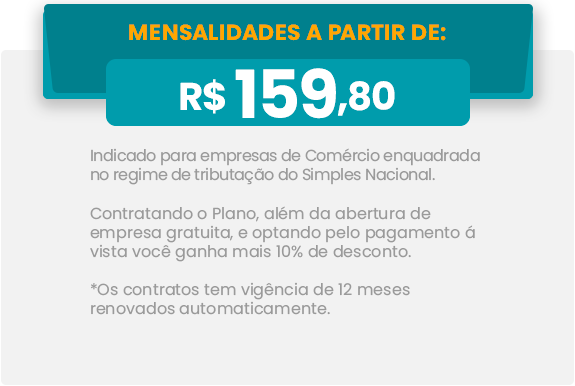 MENSALIDADES A PARTIR DE:
R$ 159,80
Indicado para empresas de Comércio enquadrada
no regime de tributação do Simples Nacional.
Contratando o Plano, além da abertura de
empresa gratuita, e optando pelo pagamento á
vista você ganha mais 10% de desconto.
*Os contratos tem vigência de 12 meses
renovados automaticamente.